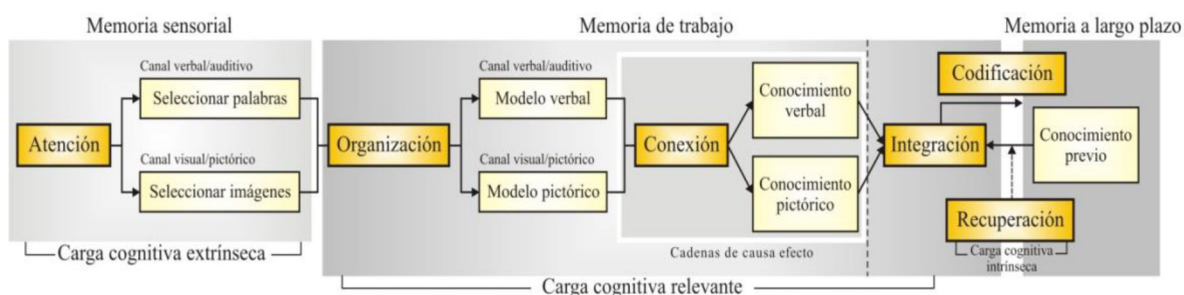 Memoria sensorial
Memoria de trabajo
Memoria a largo plazo
Canal verbal/auditivo
Seleccionar palabras
Atención
Canal visual/pictórico
Seleccionar imágenes
Carga cognitiva extrínseca
Organización
Canal verbal/auditivo
Modelo verbal
Canal visual/pictórico
Modelo pictórico
Conexión
Conocimiento
verbal
Conocimiento
pictórico
Cadenas de causa efecto
Integración
Codificación
Conocimiento
previo
Recuperación
Carga cognitiva
intrínseca
Carga cognitiva relevante